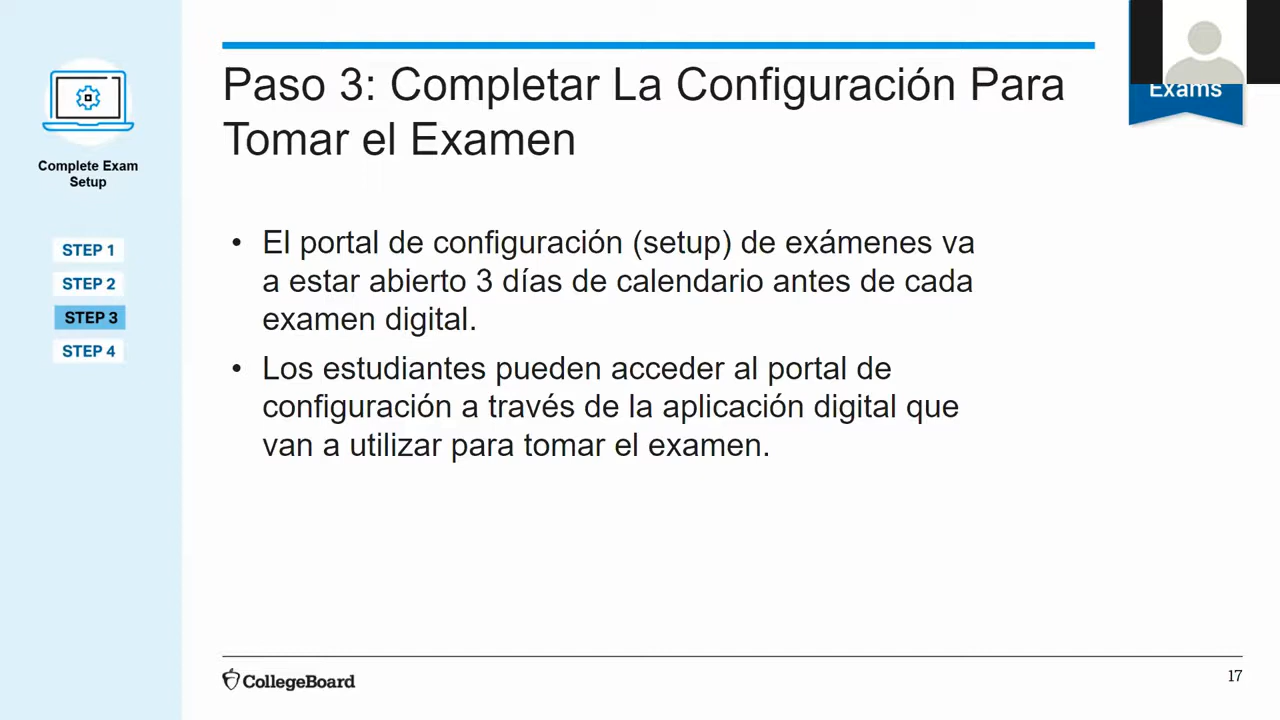 Paso 3: Completar La Configuración Para
Tomar el Examen
Exams
Complete Exam
Setup
STEP 1
STEP 2
STEP 3
STEP 4
• El portal de configuración (setup) de exámenes va
a estar abierto 3 días de calendario antes de cada
examen digital.
• Los estudiantes pueden acceder al portal de
configuración a través de la aplicación digital que
van a utilizar para tomar el examen.
CollegeBoard
17